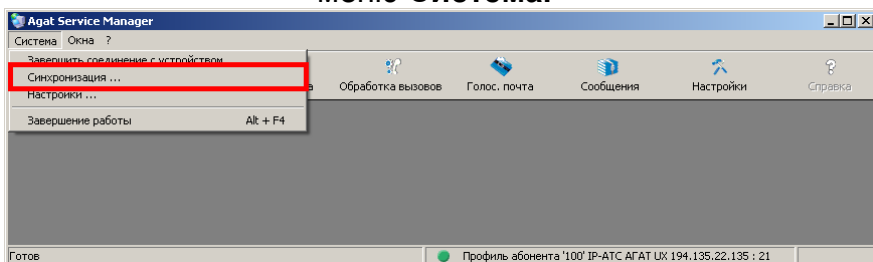 меню Система.
Agat Service Manager
Система Окна ?
Завершить соединение с устройством
Синхронизация ...
Настройки ...
Завершение работы Alt + F4
Обработка вызовов Голос. почта Сообщения Настройки Справка
Готов Профиль абонента '100' IP-АТС АГАТ UX 194.135.22.135 : 21